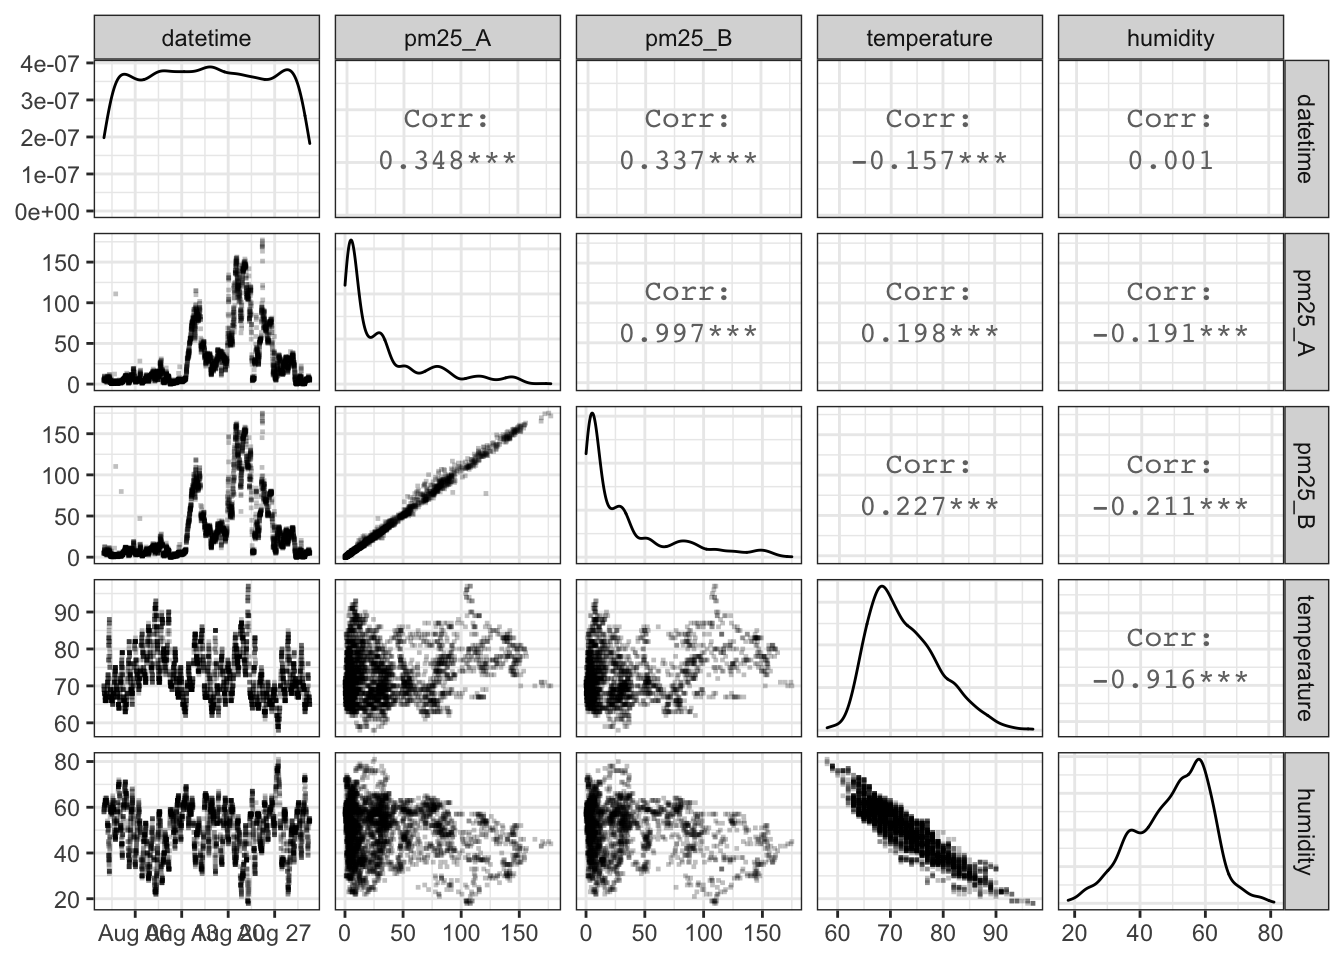 datetime pm25_A pm25_B temperature humidity
4e-07
3e-07
2e-07
1e-07
0e+00
Corr:
0.348***
Corr:
0.337***
Corr:
-0.157***
Corr:
0.001
datetime
150
100
50
0
Corr:
0.997***
Corr:
0.198***
Corr:
-0.191***
pm25_A
150
100
50
0
Corr:
0.227***
Corr:
-0.211***
pm25_B
90
80
70
60
Corr:
-0.916***
temperature
80
60
40
20
humidity
Aug 06 Aug 13 Aug 20 Aug 27
0 50 100 150
0 50 100 150
60 70 80 90
20 40 60 80